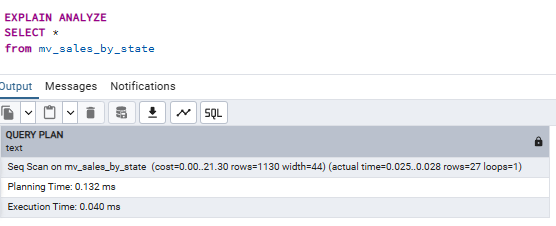 EXPLAIN ANALYZE
SELECT *
from mv_sales_by_state
Output Messages Notifications
SQL
QUERY PLAN
text
Seq Scan on mv_sales_by_state (cost=0.00..21.30 rows=1130 width=44) (actual time=0.025..0.028 rows=27 loops=1)
Planning Time: 0.132 ms
Execution Time: 0.040 ms